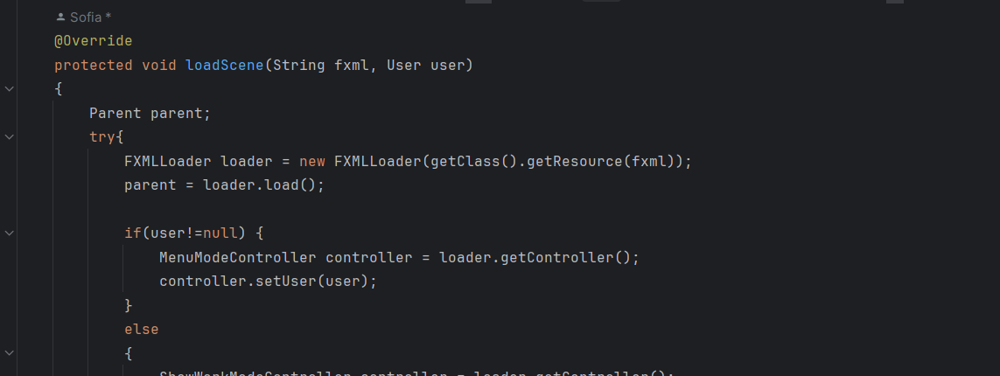 Sofia *
@Override
protected void loadScene(String fxml, User user)
{
Parent parent;
try{
FXMLLoader loader = new FXMLLoader(getClass().getResource(fxml));
parent = loader.load();
if(user!=null) {
MenuModeController controller = loader.getController();
controller.setUser(user);
}
else
{
ShowWorkModeController controller = loader.getController();